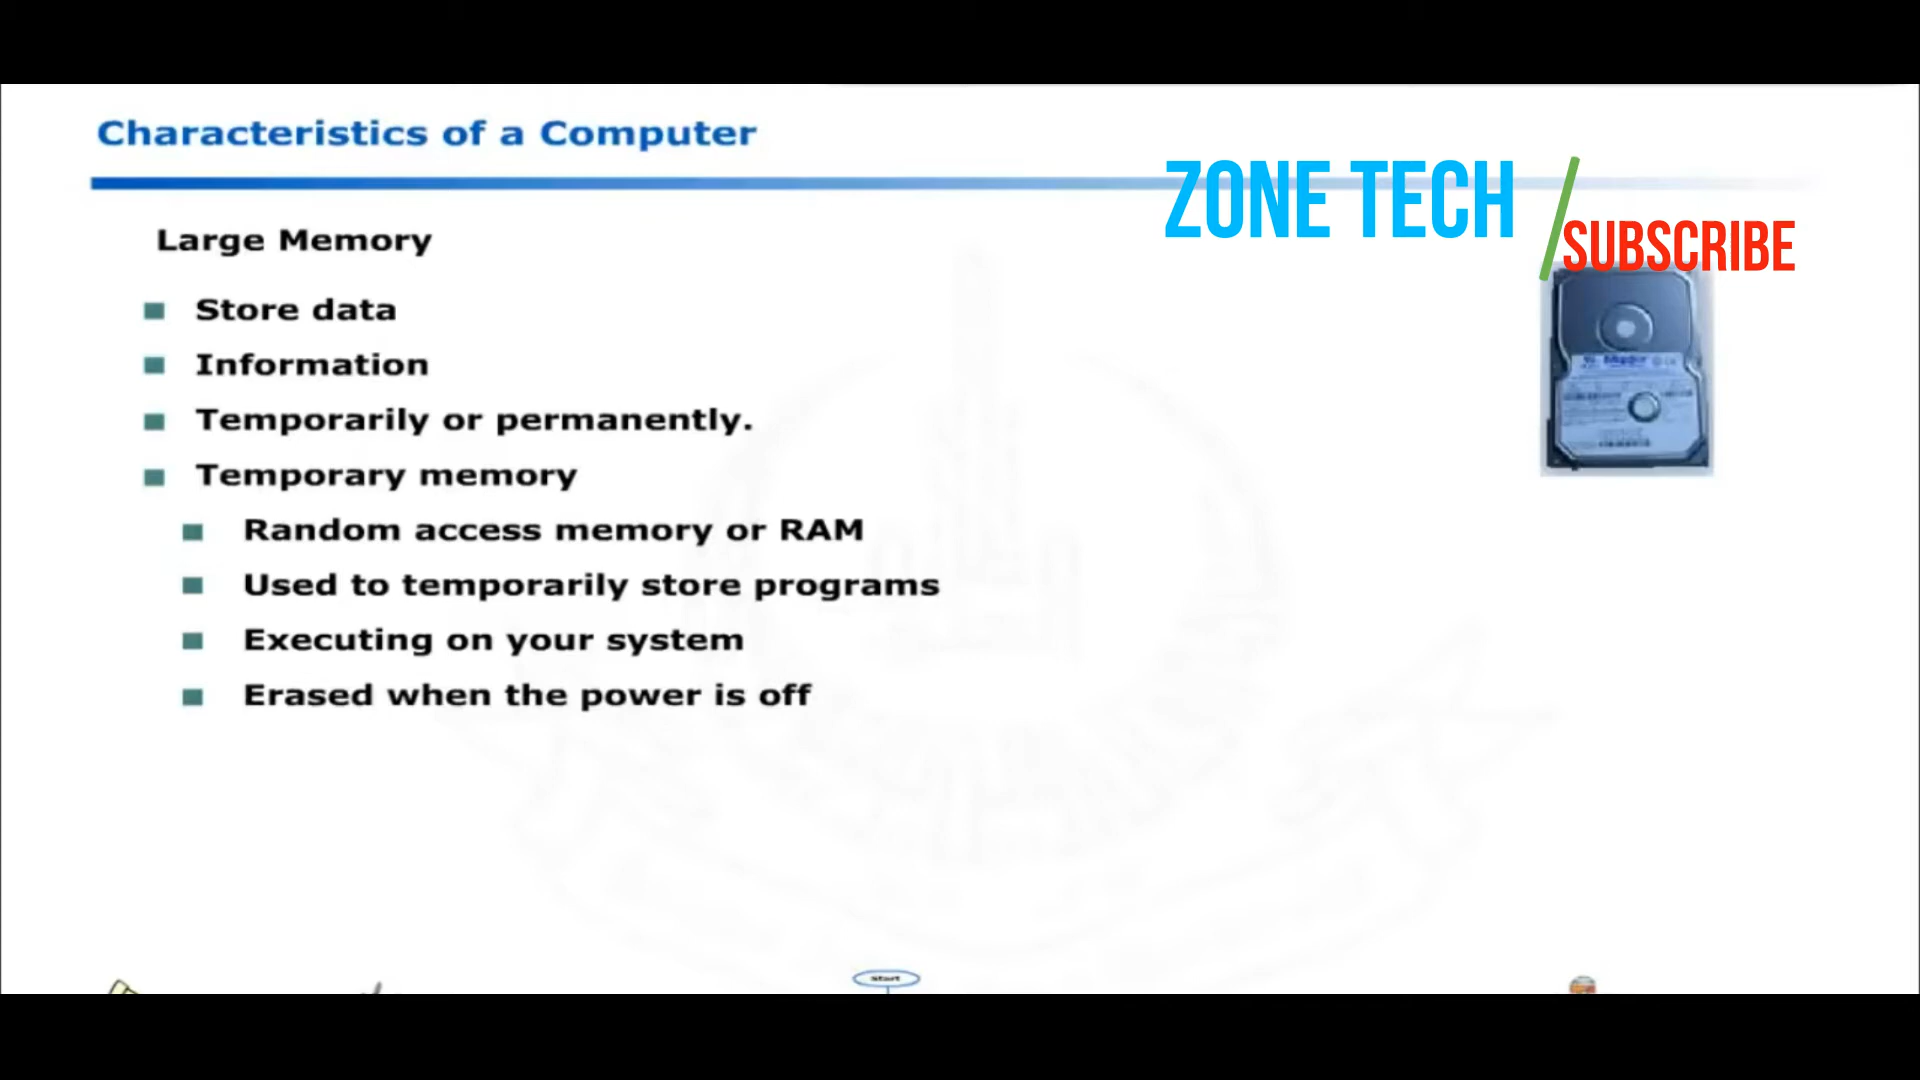 Characteristics of a Computer
ZONE TECH
SUBSCRIBE
Large Memory
Store data
Information
Temporarily or permanently.
Temporary memory
Random access memory or RAM
Used to temporarily store programs
Executing on your system
Erased when the power is off
Start